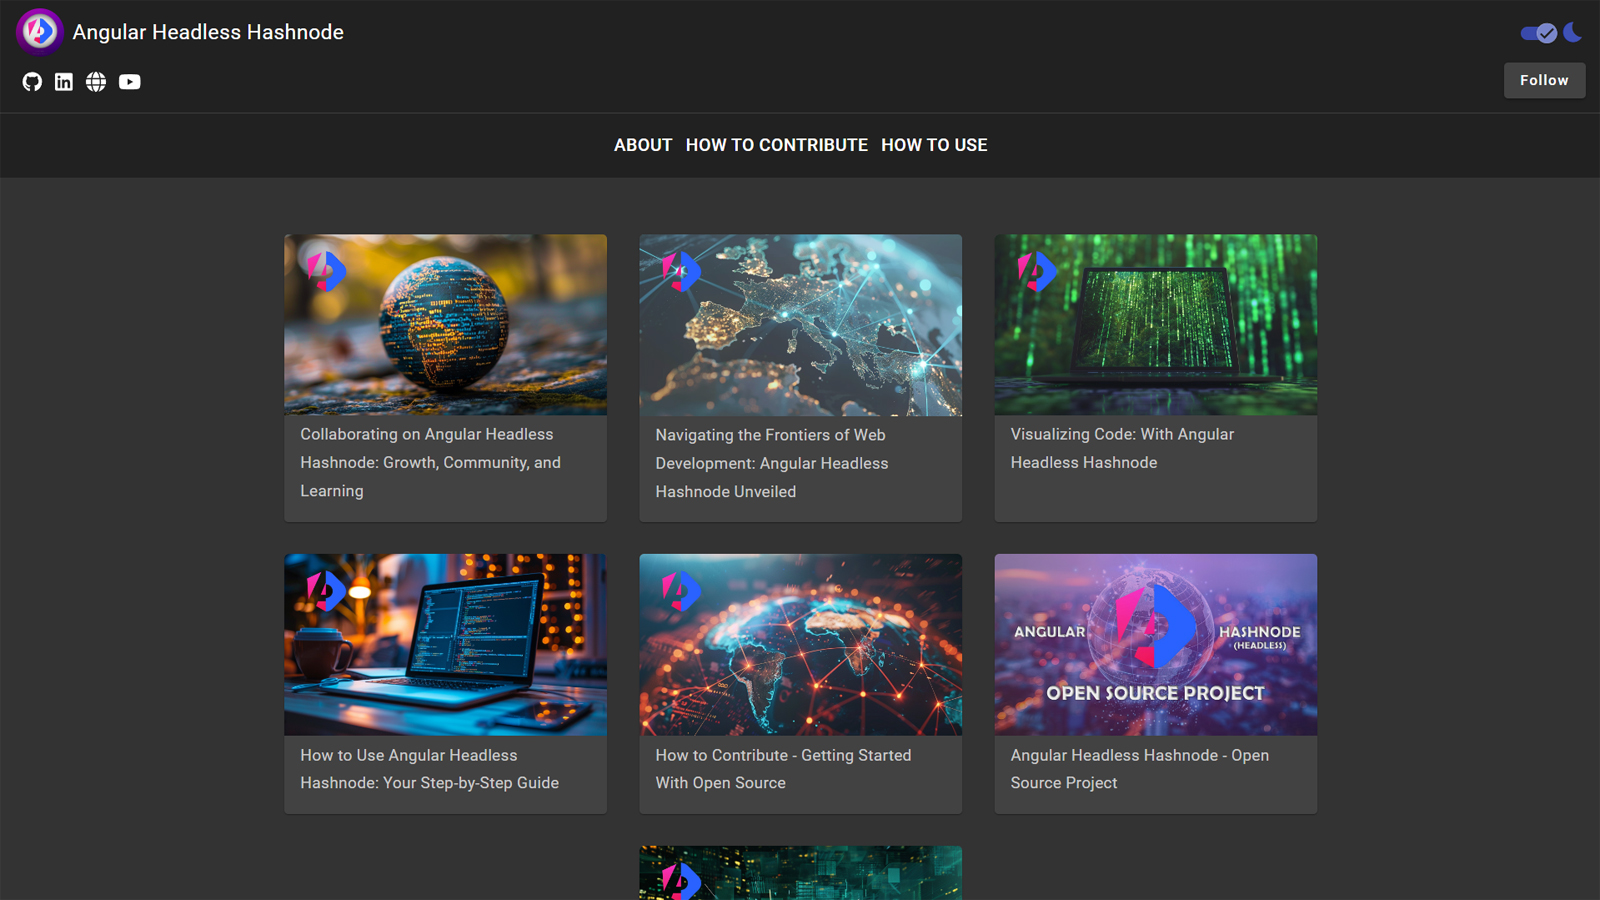 Angular Headless Hashnode
Follow
ABOUT HOW TO CONTRIBUTE HOW TO USE
Collaborating on Angular Headless
Hashnode: Growth, Community, and
Learning
Navigating the Frontiers of Web
Development: Angular Headless
Hashnode Unveiled
Visualizing Code: With Angular
Headless Hashnode
How to Use Angular Headless
Hashnode: Your Step-by-Step Guide
How to Contribute - Getting Started
With Open Source
ANGULAR
HASHNODE
(HEADLESS)
OPEN SOURCE PROJECT
Angular Headless Hashnode - Open
Source Project